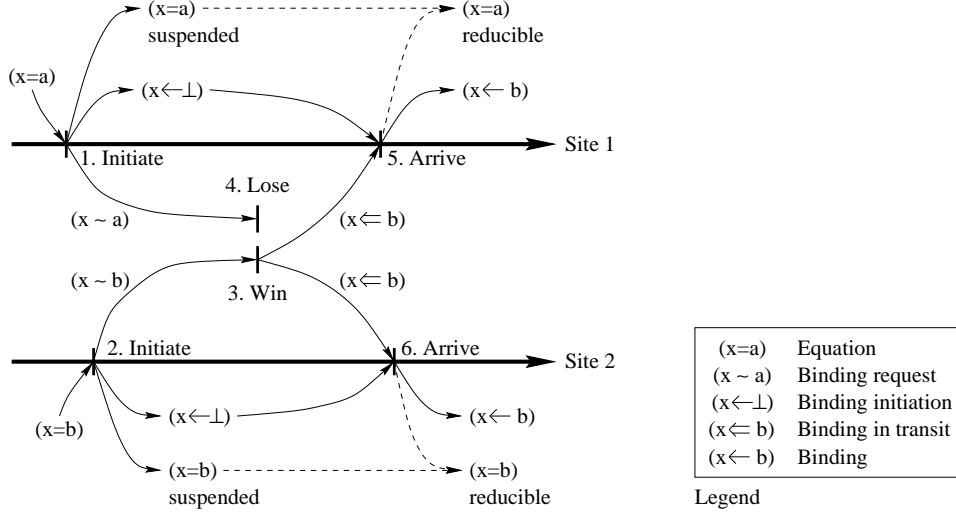 (x=a)
suspended
(x=a)
reducible
(x=a)
(x←⊥)
(x← b)
Site 1
1. Initiate
5. Arrive
4. Lose
(x ~ a)
(x⇐ b)
(x ~ b)
3. Win
(x⇐ b)
2. Initiate
6. Arrive
Site 2
(x=b)
(x←⊥)
(x← b)
(x=b)
suspended
(x=b)
reducible
(x=a) Equation
(x ~ a) Binding request
(x←⊥) Binding initiation
(x⇐ b) Binding in transit
(x← b) Binding
Legend